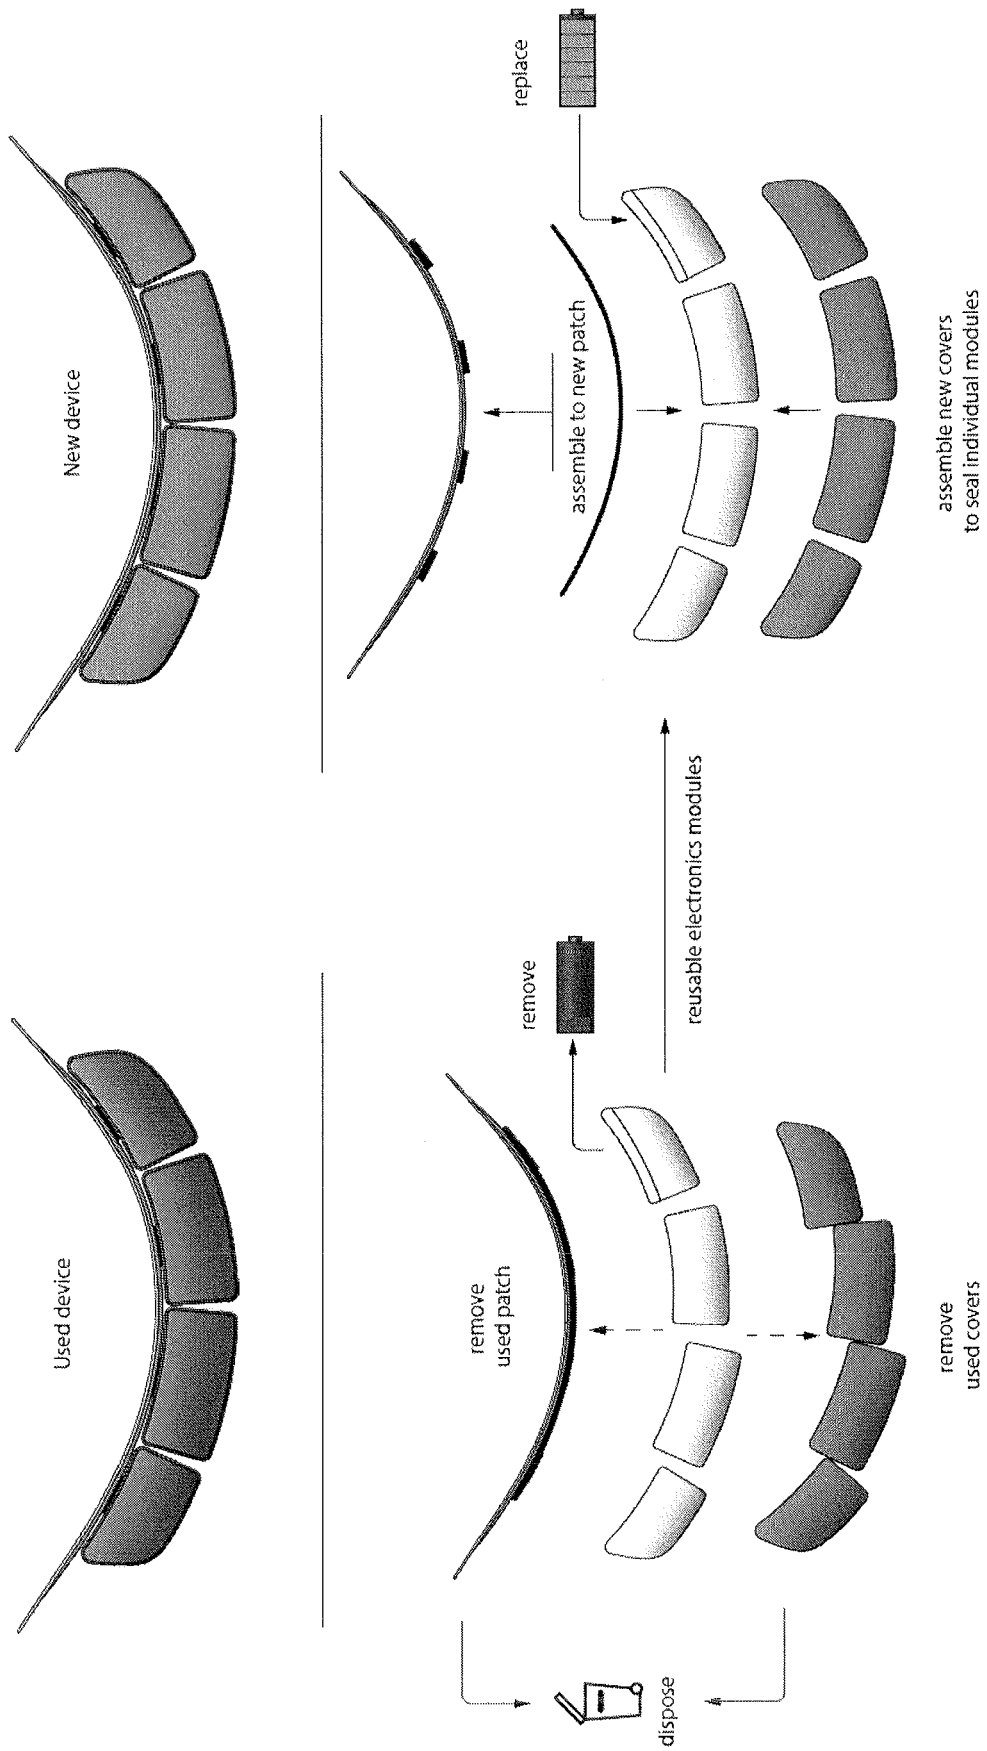 Used device
New device
remove
used patch
remove
dispose
reusable electronics modules
remove
used covers
replace
assemble to new patch
assemble new covers
to seal individual modules